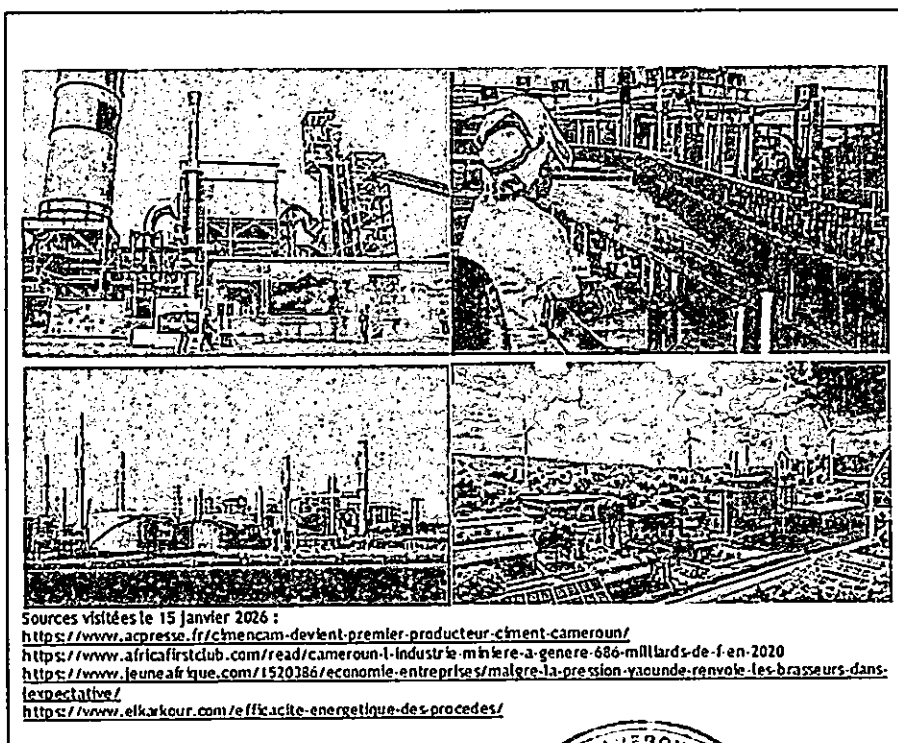 Sources visitées le 15 janvier 2026 :
https://www.acpresse.fr/cimencam-devient-premier-producteur-ciment-cameroun/
https://www.africafirstclub.com/read/cameroun-l-industrie-miniere-a-genere-686-milliards-de-f-en-2020
https://www.jeuneafrique.com/1520386/economie-entreprises/malgre-la-pression-yaounde-renvoie-les-brasseurs-dans-
lexpectative/
https://www.elkarkour.com/efficacite-energetique-des-procedes/